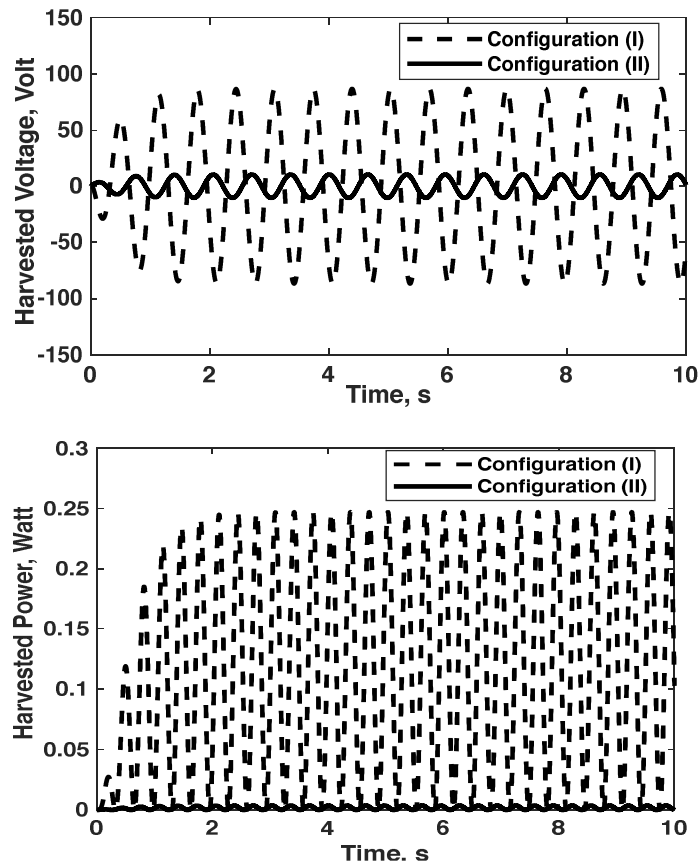 150
100
50
0
-50
-100
-150
Harvested Voltage, Volt
Configuration (I)
Configuration (II)
0 2 4 6 8 10
Time, s
0.3
0.25
0.2
0.15
0.1
0.05
0
Harvested Power, Watt
Configuration (I)
Configuration (II)
0 2 4 6 8 10
Time, s